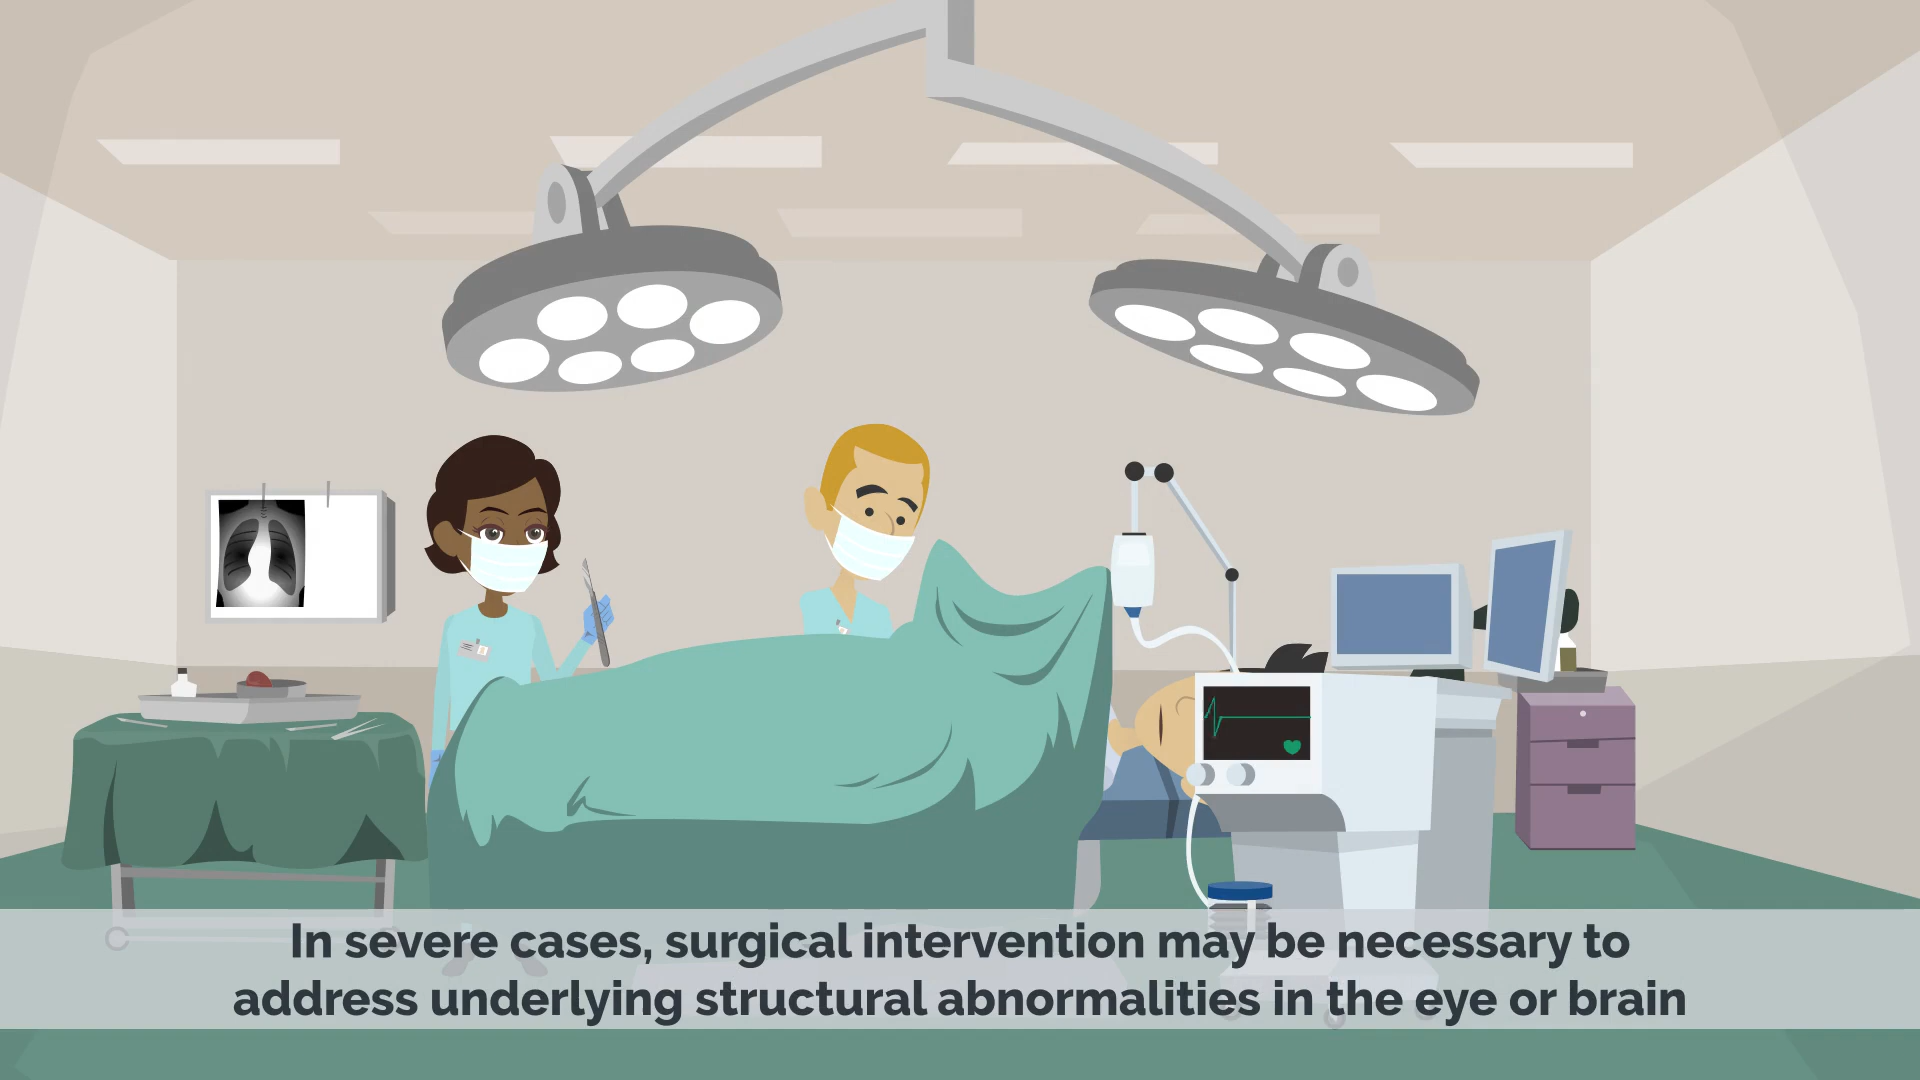 In severe cases, surgical intervention may be necessary to
address underlying structural abnormalities in the eye or brain